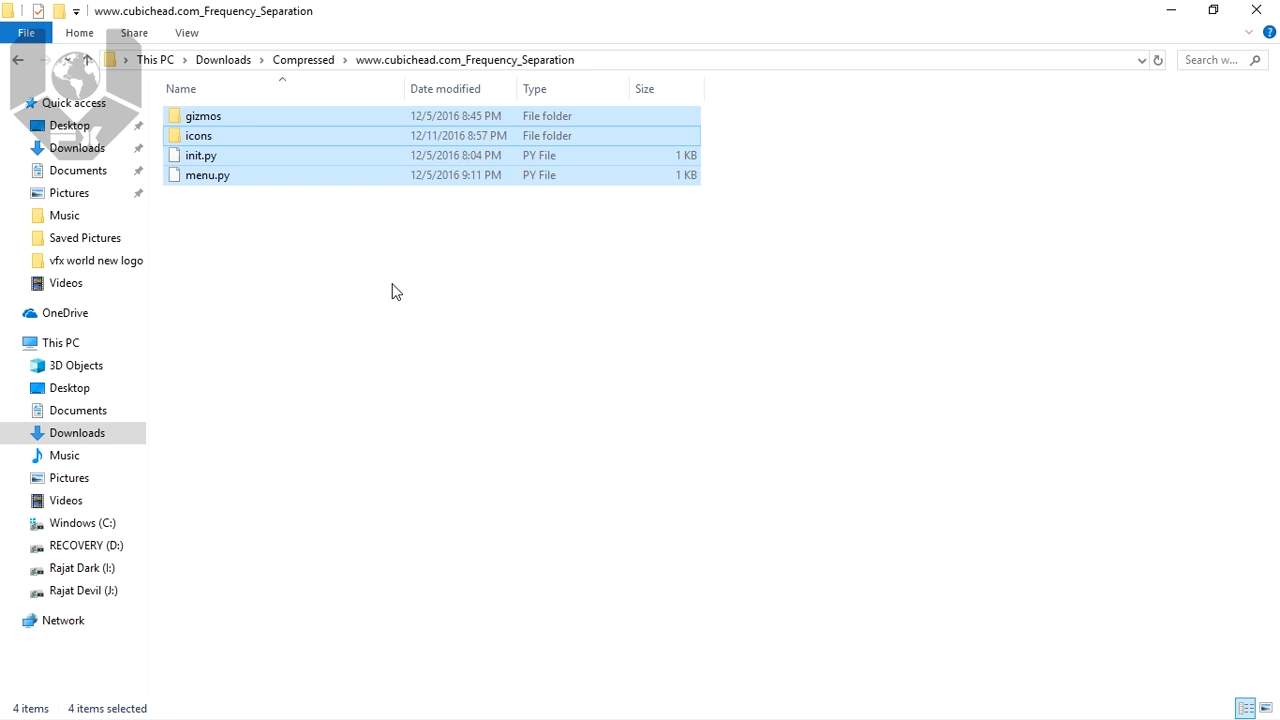 www.cubichead.com_Frequency_Separation
File Home Share View
This PC Downloads Compressed www.cubichead.com_Frequency_Separation Search w...
Name Date modified Type Size
gizmos 12/5/2016 8:45 PM File folder
icons 12/11/2016 8:57 PM File folder
init.py 12/5/2016 8:04 PM PY File 1 KB
menu.py 12/5/2016 9:11 PM PY File 1 KB
Quick access
Desktop
Downloads
Documents
Pictures
Music
Saved Pictures
vfx world new logo
Videos
OneDrive
This PC
3D Objects
Desktop
Documents
Downloads
Music
Pictures
Videos
Windows (C:)
RECOVERY (D:)
Rajat Dark (I:)
Rajat Devil (J:)
Network
4 items 4 items selected